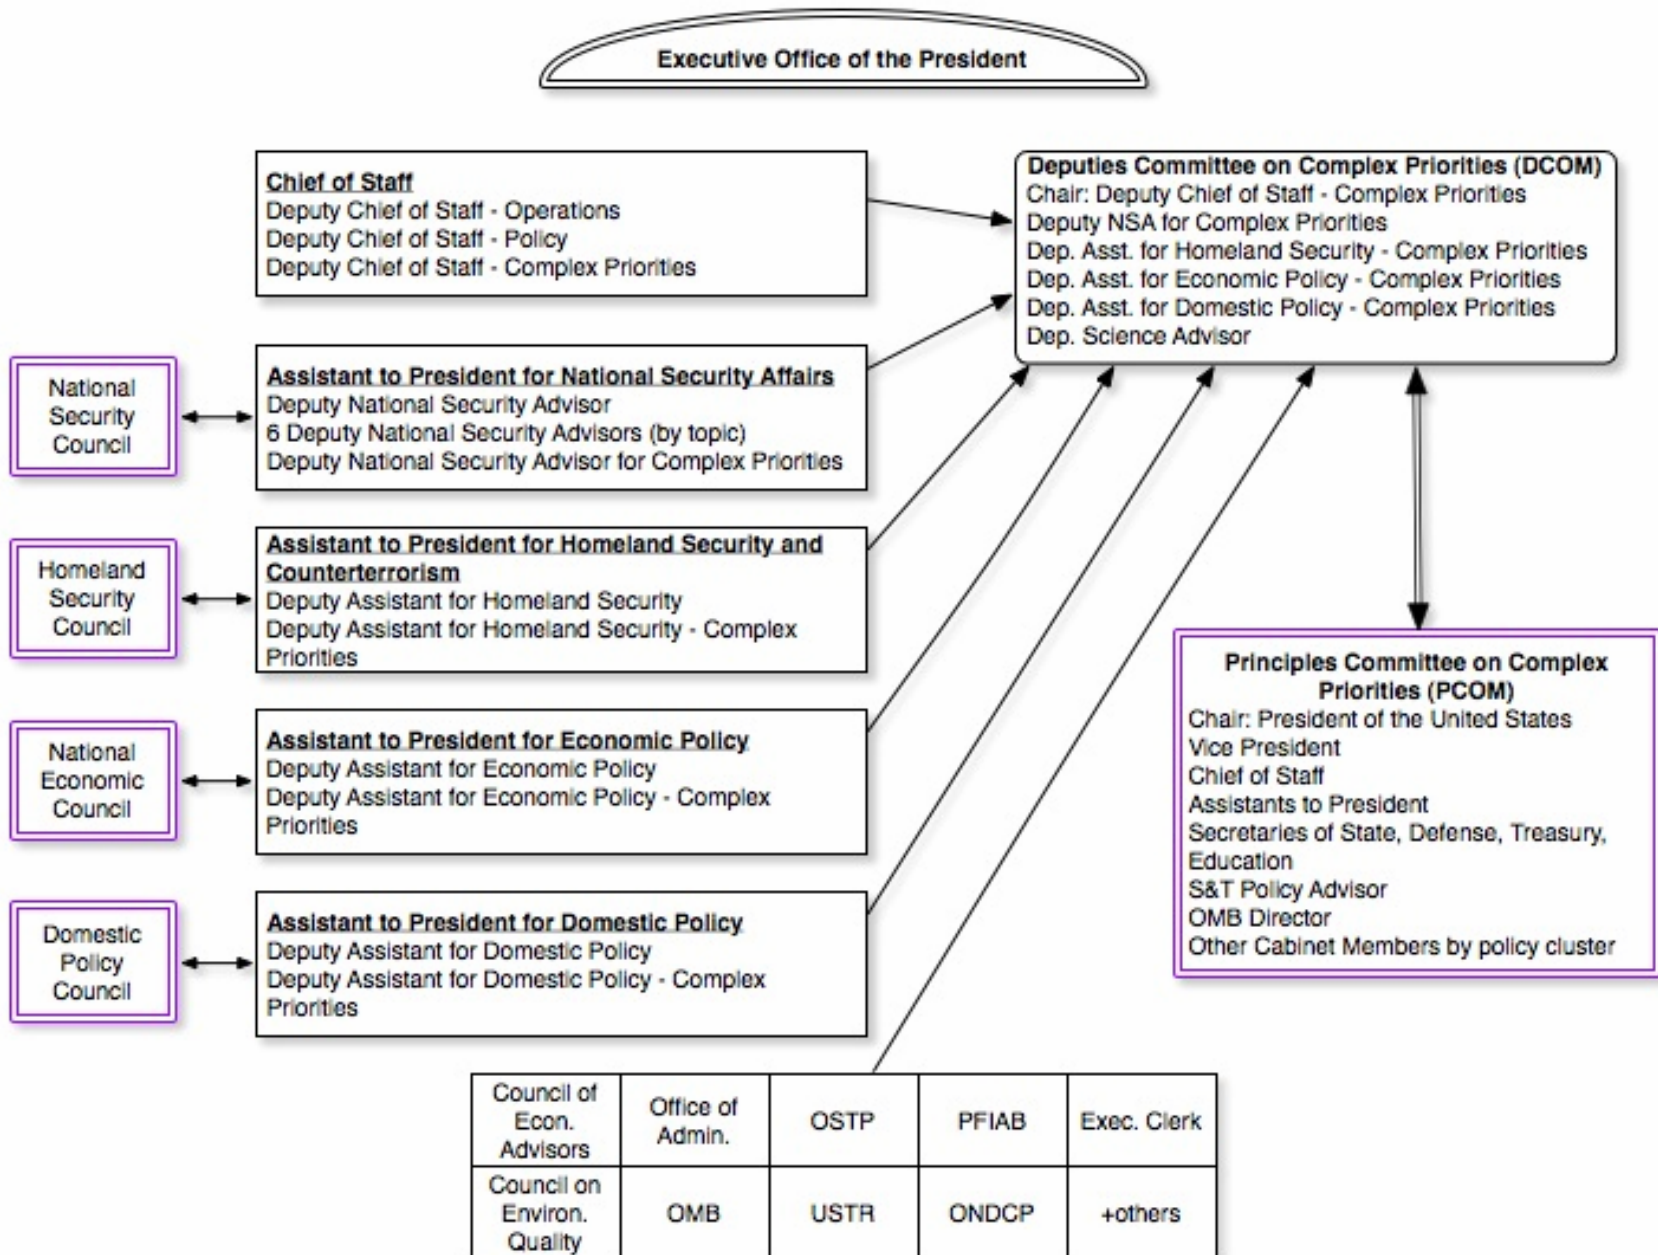 Executive Office of the President
Chief of Staff
Deputy Chief of Staff - Operations
Deputy Chief of Staff - Policy
Deputy Chief of Staff - Complex Priorities
Deputies Committee on Complex Priorities (DCOM)
Chair: Deputy Chief of Staff - Complex Priorities
Deputy NSA for Complex Priorities
Dep. Asst. for Homeland Security - Complex Priorities
Dep. Asst. for Economic Policy - Complex Priorities
Dep. Asst. for Domestic Policy - Complex Priorities
Dep. Science Advisor
National
Security
Council
Assistant to President for National Security Affairs
Deputy National Security Advisor
6 Deputy National Security Advisors (by topic)
Deputy National Security Advisor for Complex Priorities
Homeland
Security
Council
Assistant to President for Homeland Security and
Counterterrorism
Deputy Assistant for Homeland Security
Deputy Assistant for Homeland Security - Complex
Priorities
National
Economic
Council
Assistant to President for Economic Policy
Deputy Assistant for Economic Policy
Deputy Assistant for Economic Policy - Complex
Priorities
Principles Committee on Complex
Priorities (PCOM)
Chair: President of the United States
Vice President
Chief of Staff
Assistants to President
Secretaries of State, Defense, Treasury,
Education
S&T Policy Advisor
OMB Director
Other Cabinet Members by policy cluster
Domestic
Policy
Council
Assistant to President for Domestic Policy
Deputy Assistant for Domestic Policy
Deputy Assistant for Domestic Policy - Complex
Priorities
Council of
Econ.
Advisors
Office of
Admin.
OSTP
PFIAB
Exec. Clerk
Council on
Environ.
Quality
OMB
USTR
ONDCP
+others